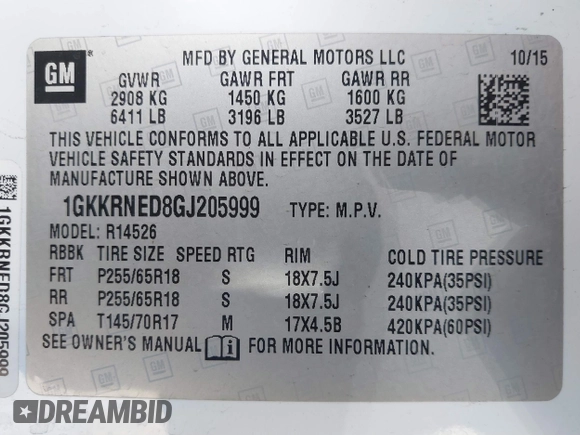 GM
MFD BY GENERAL MOTORS LLC 10/15
GVWR GAWR FRT GAWR RR
2908 KG 1450 KG 1600 KG
6411 LB 3196 LB 3527 LB
THIS VEHICLE CONFORMS TO ALL APPLICABLE U.S. FEDERAL MOTOR
VEHICLE SAFETY STANDARDS IN EFFECT ON THE DATE OF
MANUFACTURE SHOWN ABOVE.
1GKKRNED8GJ205999 TYPE: M.P.V.
MODEL: R14526
RBBK TIRE SIZE SPEED RTG RIM COLD TIRE PRESSURE
FRT P255/65R18 S 18X7.5J 240KPA(35PSI)
RR P255/65R18 S 18X7.5J 240KPA(35PSI)
SPA T145/70R17 M 17X4.5B 420KPA(60PSI)
SEE OWNER'S MANUAL FOR MORE INFORMATION.
1GKKRNED8GJ205999
DREAMBID